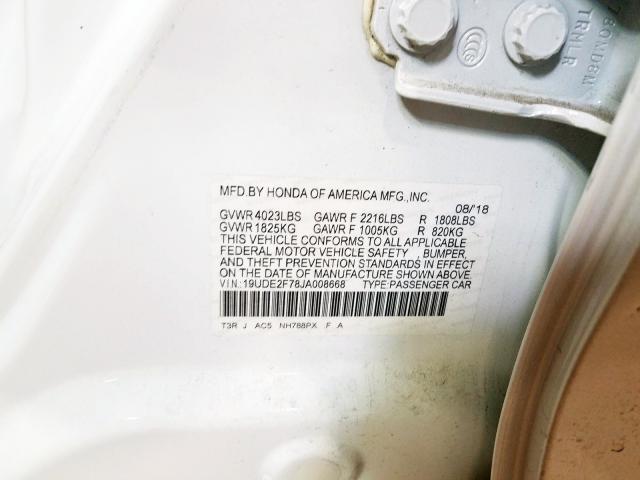 780MD8M
TRMLR
MFD.BY HONDA OF AMERICA MFG.,INC.
08/'18
GVWR 4023LBS GAWR F 2216LBS R 1808LBS
GVWR 1825KG GAWR F 1005KG R 820KG
THIS VEHICLE CONFORMS TO ALL APPLICABLE
FEDERAL MOTOR VEHICLE SAFETY, BUMPER,
AND THEFT PREVENTION STANDARDS IN EFFECT
ON THE DATE OF MANUFACTURE SHOWN ABOVE.
VIN:19UDE2F78JA008668 TYPE:PASSENGER CAR
T3R J AC5 NH788PX F A